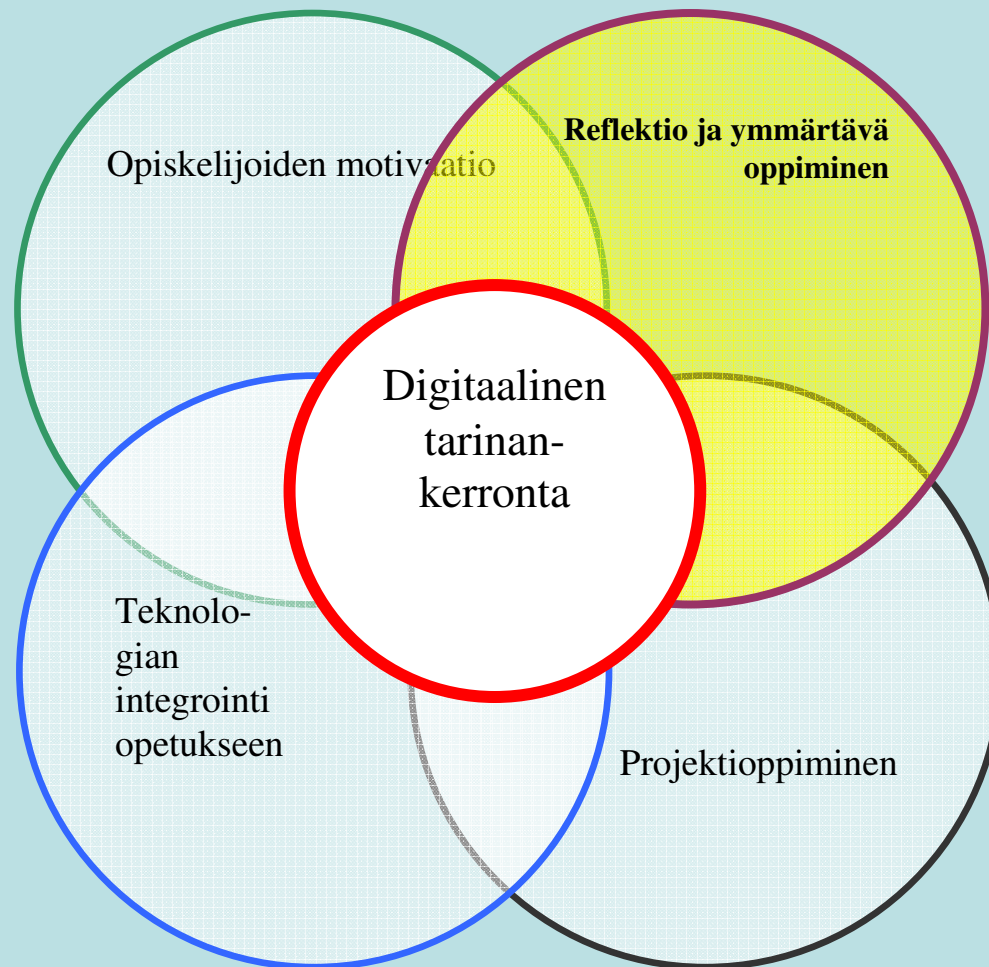 Opiskelijoiden motivaatio
Reflektio ja ymmärtävä
oppiminen
Digitaalinen
tarinan-
kerronta
Teknolo-
gian
integrointi
opetukseen
Projektioppiminen